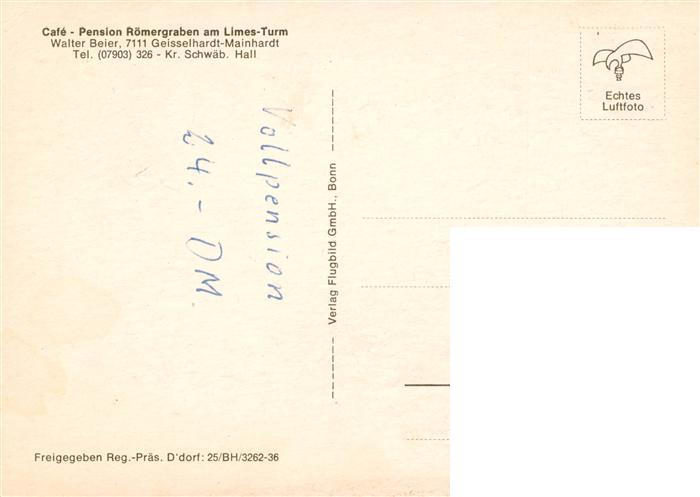 Café - Pension Römergraben am Limes-Turm
Walter Beier, 7111 Geisselhardt-Mainhardt
Tel. (07903) 326 - Kr. Schwäb. Hall
Echtes
Luftfoto
Vollpension
24.- DM
Verlag Flugbild GmbH., Bonn
Freigegeben Reg.-Präs. D'dorf: 25/BH/3262-36